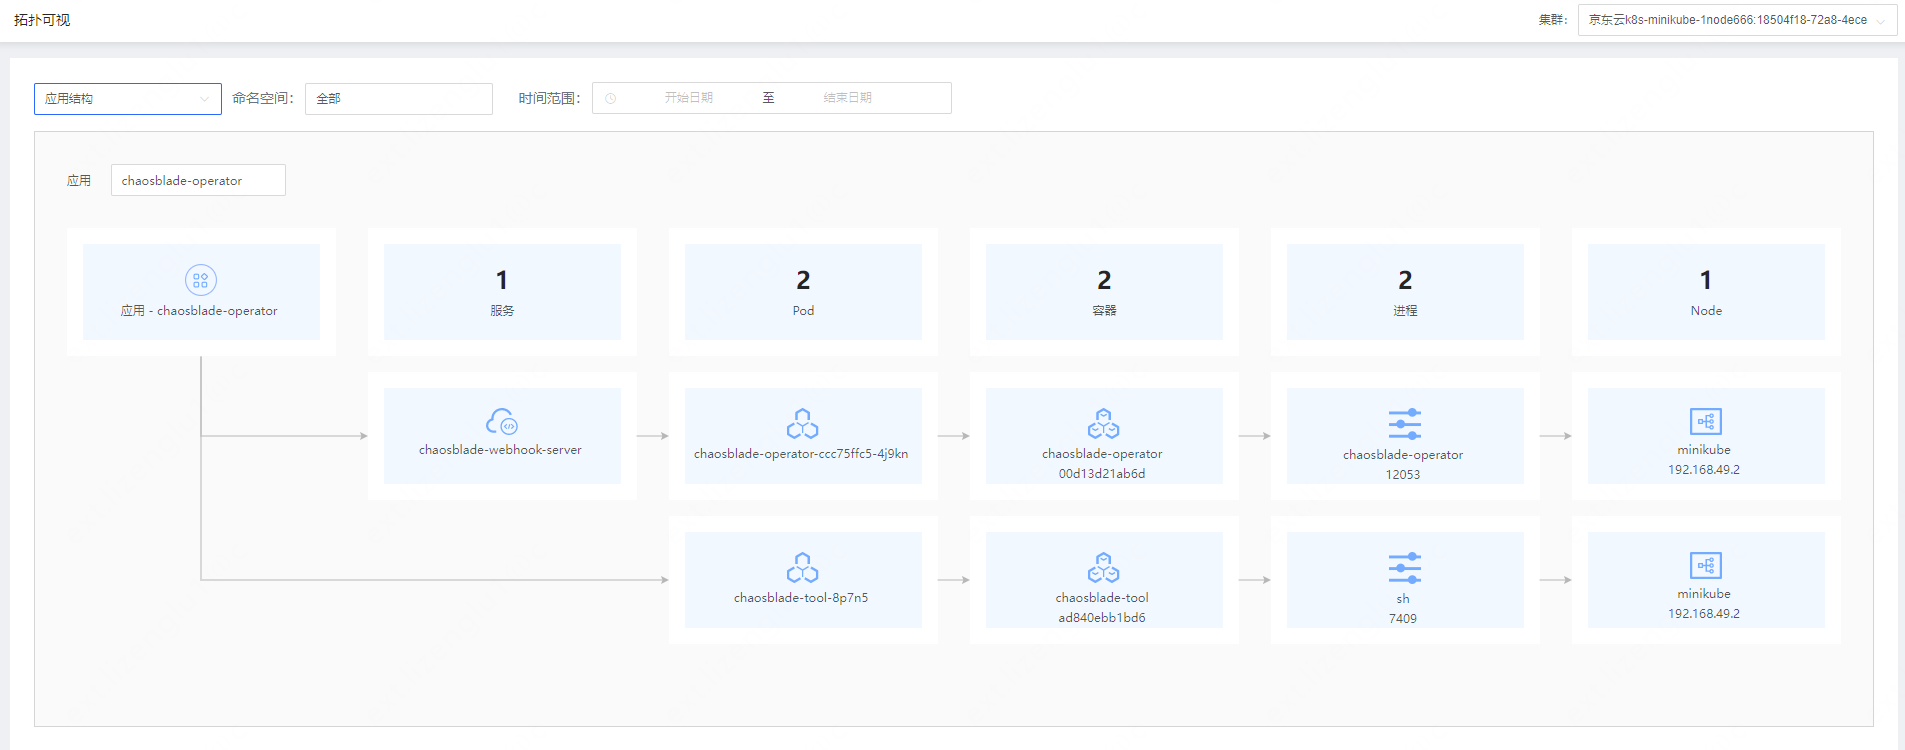 拓扑可视
集群：
京东云k8s-minikube-1node666:18504f18-72a8-4ece
应用结构
命名空间：
全部
时间范围：
开始日期
至
结束日期
应用
chaosblade-operator
应用 - chaosblade-operator
1
服务
2
Pod
2
容器
2
进程
1
Node
chaosblade-webhook-server
chaosblade-operator-ccc75ffc5-4j9kn
chaosblade-operator
00d13d21ab6d
chaosblade-operator
12053
minikube
192.168.49.2
chaosblade-tool-8p7n5
chaosblade-tool
ad840ebb1bd6
sh
7409
minikube
192.168.49.2